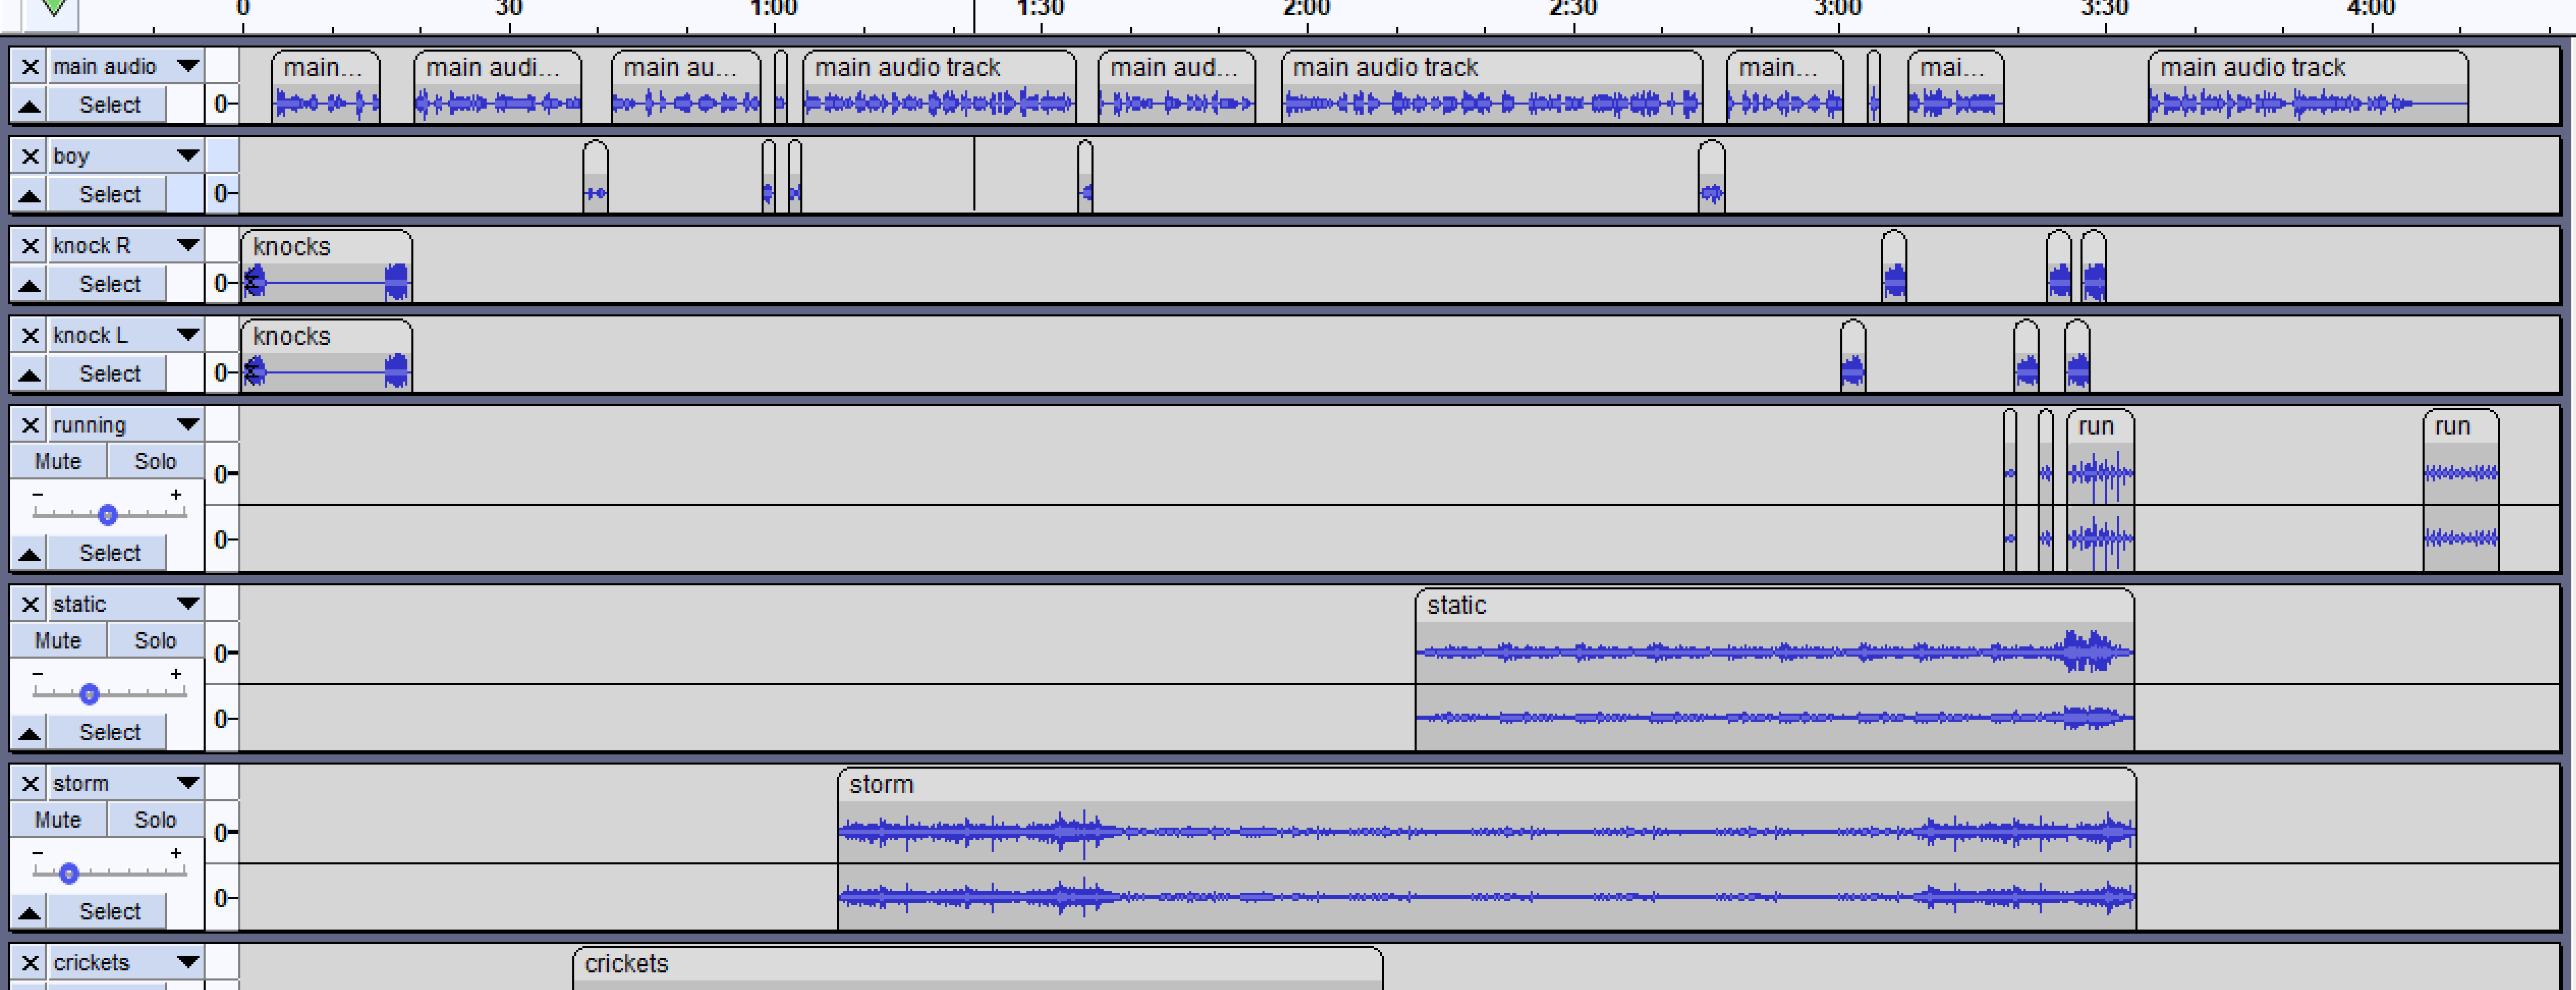 0 30 1:00 1:30 2:00 2:30 3:00 3:30 4:00
× main audio main... main audi... main au... main audio track main aud... main audio track main... mai... main audio track
Select 0
× boy
Select 0
× knock R knocks
Select 0
× knock L knocks
Select 0
× running run run
Mute Solo 0
- +
Select 0
× static static
Mute Solo 0
- +
Select 0
× storm storm
Mute Solo 0
- +
Select 0
× crickets crickets